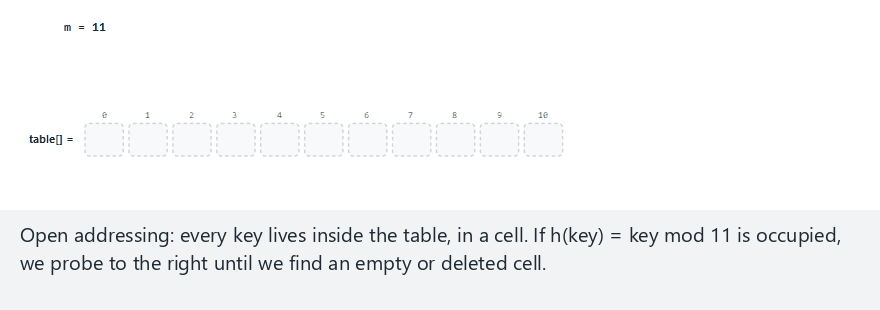 m = 11
0 1 2 3 4 5 6 7 8 9 10
table[] =
Open addressing: every key lives inside the table, in a cell. If h(key) = key mod 11 is occupied,
we probe to the right until we find an empty or deleted cell.